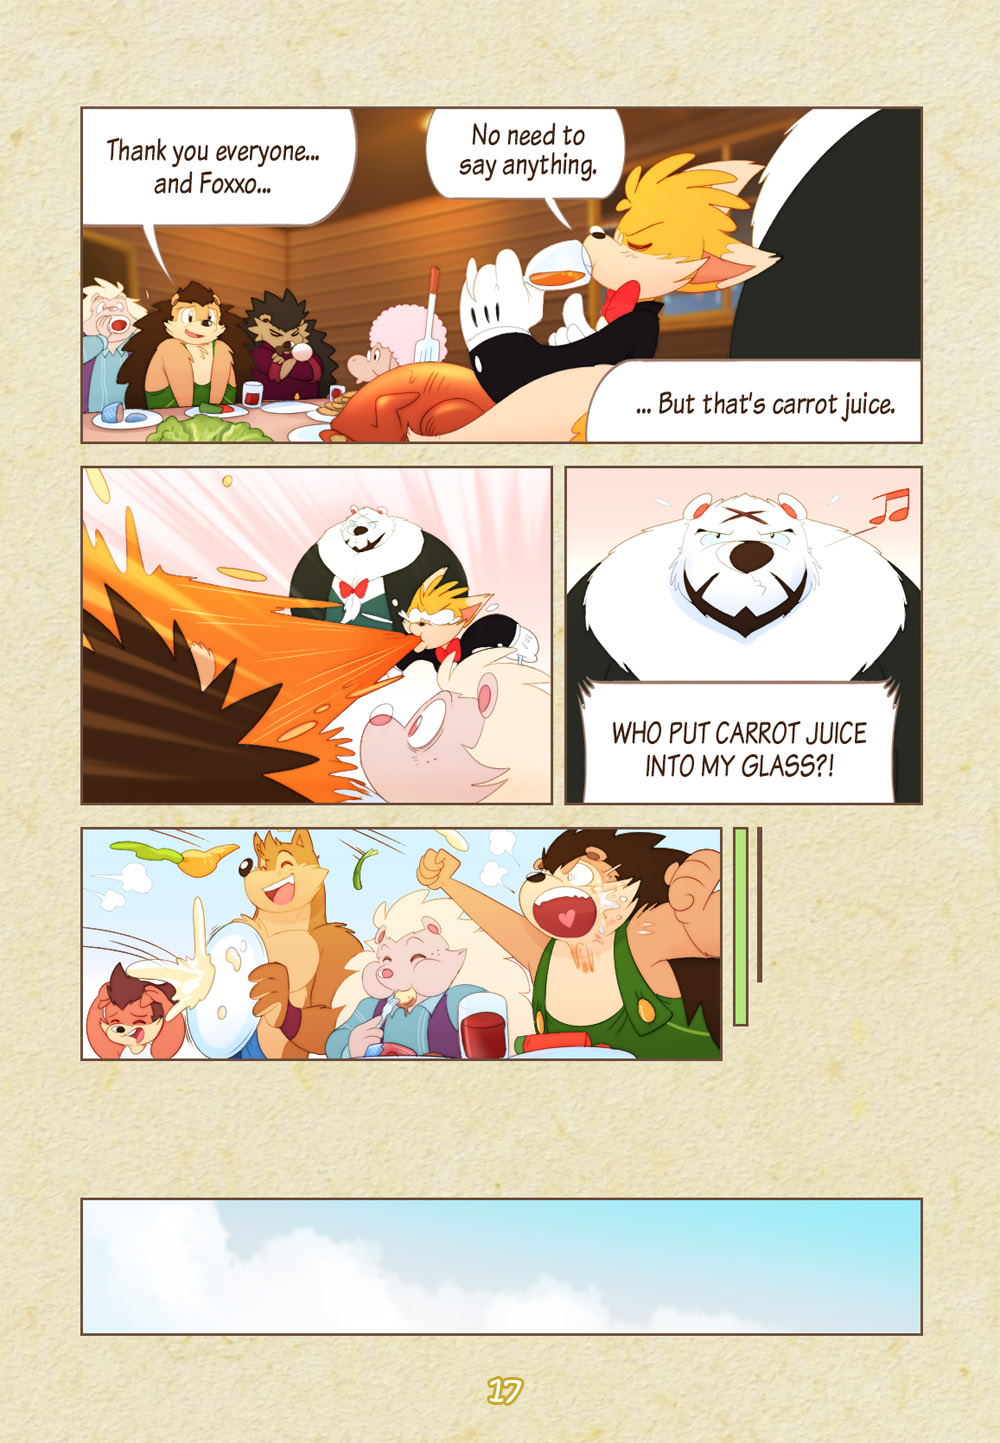 Thank you everyone...
and Foxxo...
No need to
say anything.
... But that's carrot juice.
WHO PUT CARROT JUICE
INTO MY GLASS?!
17